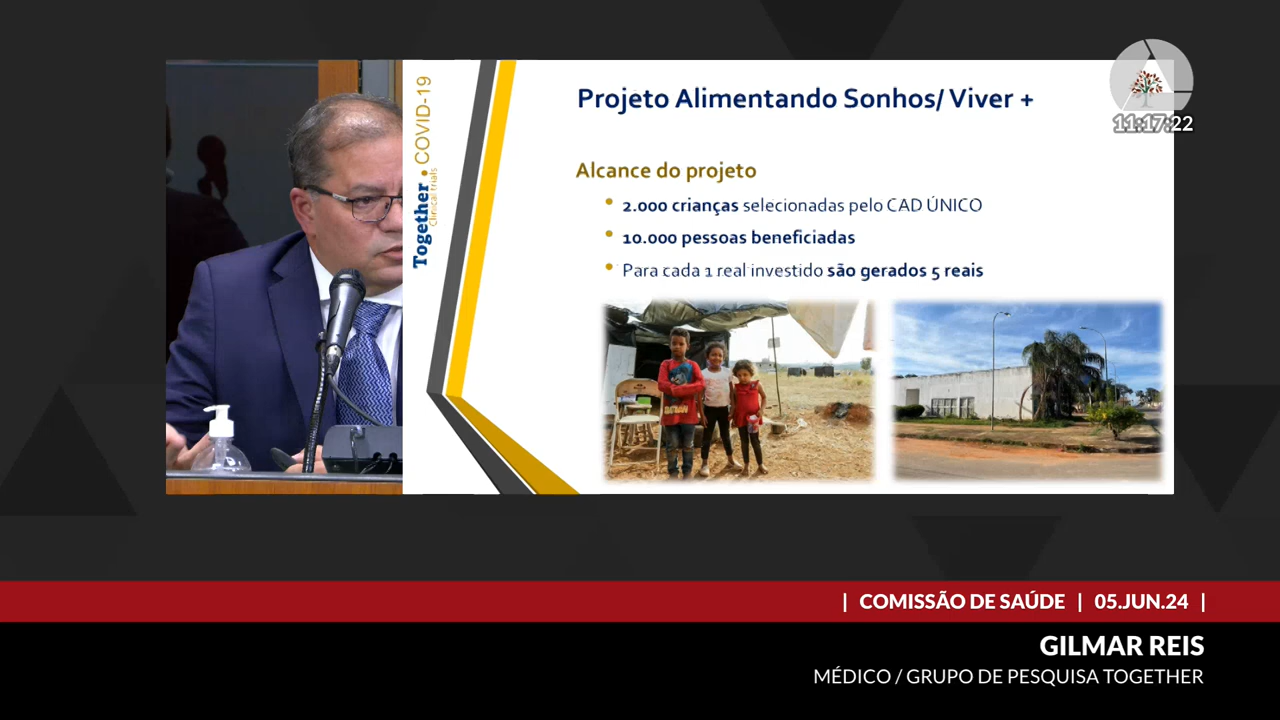 11:17:22
Together • COVID-19
Clinical trials
Projeto Alimentando Sonhos/ Viver +
Alcance do projeto
• 2.000 crianças selecionadas pelo CAD ÚNICO
• 10.000 pessoas beneficiadas
• Para cada 1 real investido são gerados 5 reais
| COMISSÃO DE SAÚDE | 05.JUN.24 |
GILMAR REIS
MÉDICO / GRUPO DE PESQUISA TOGETHER